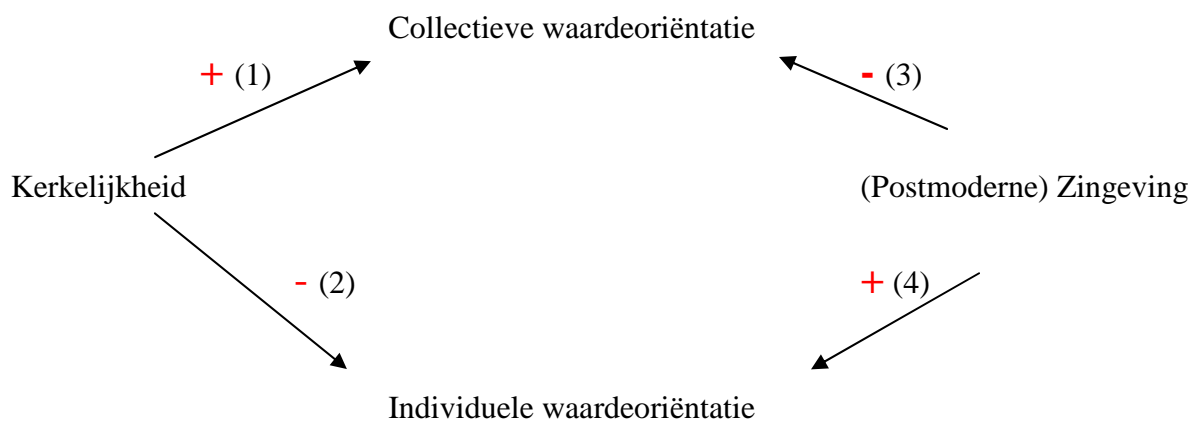 Collectieve waardeoriëntatie
+ (1)
- (3)
Kerkelijkheid
(Postmoderne) Zingeving
- (2)
+ (4)
Individuele waardeoriëntatie